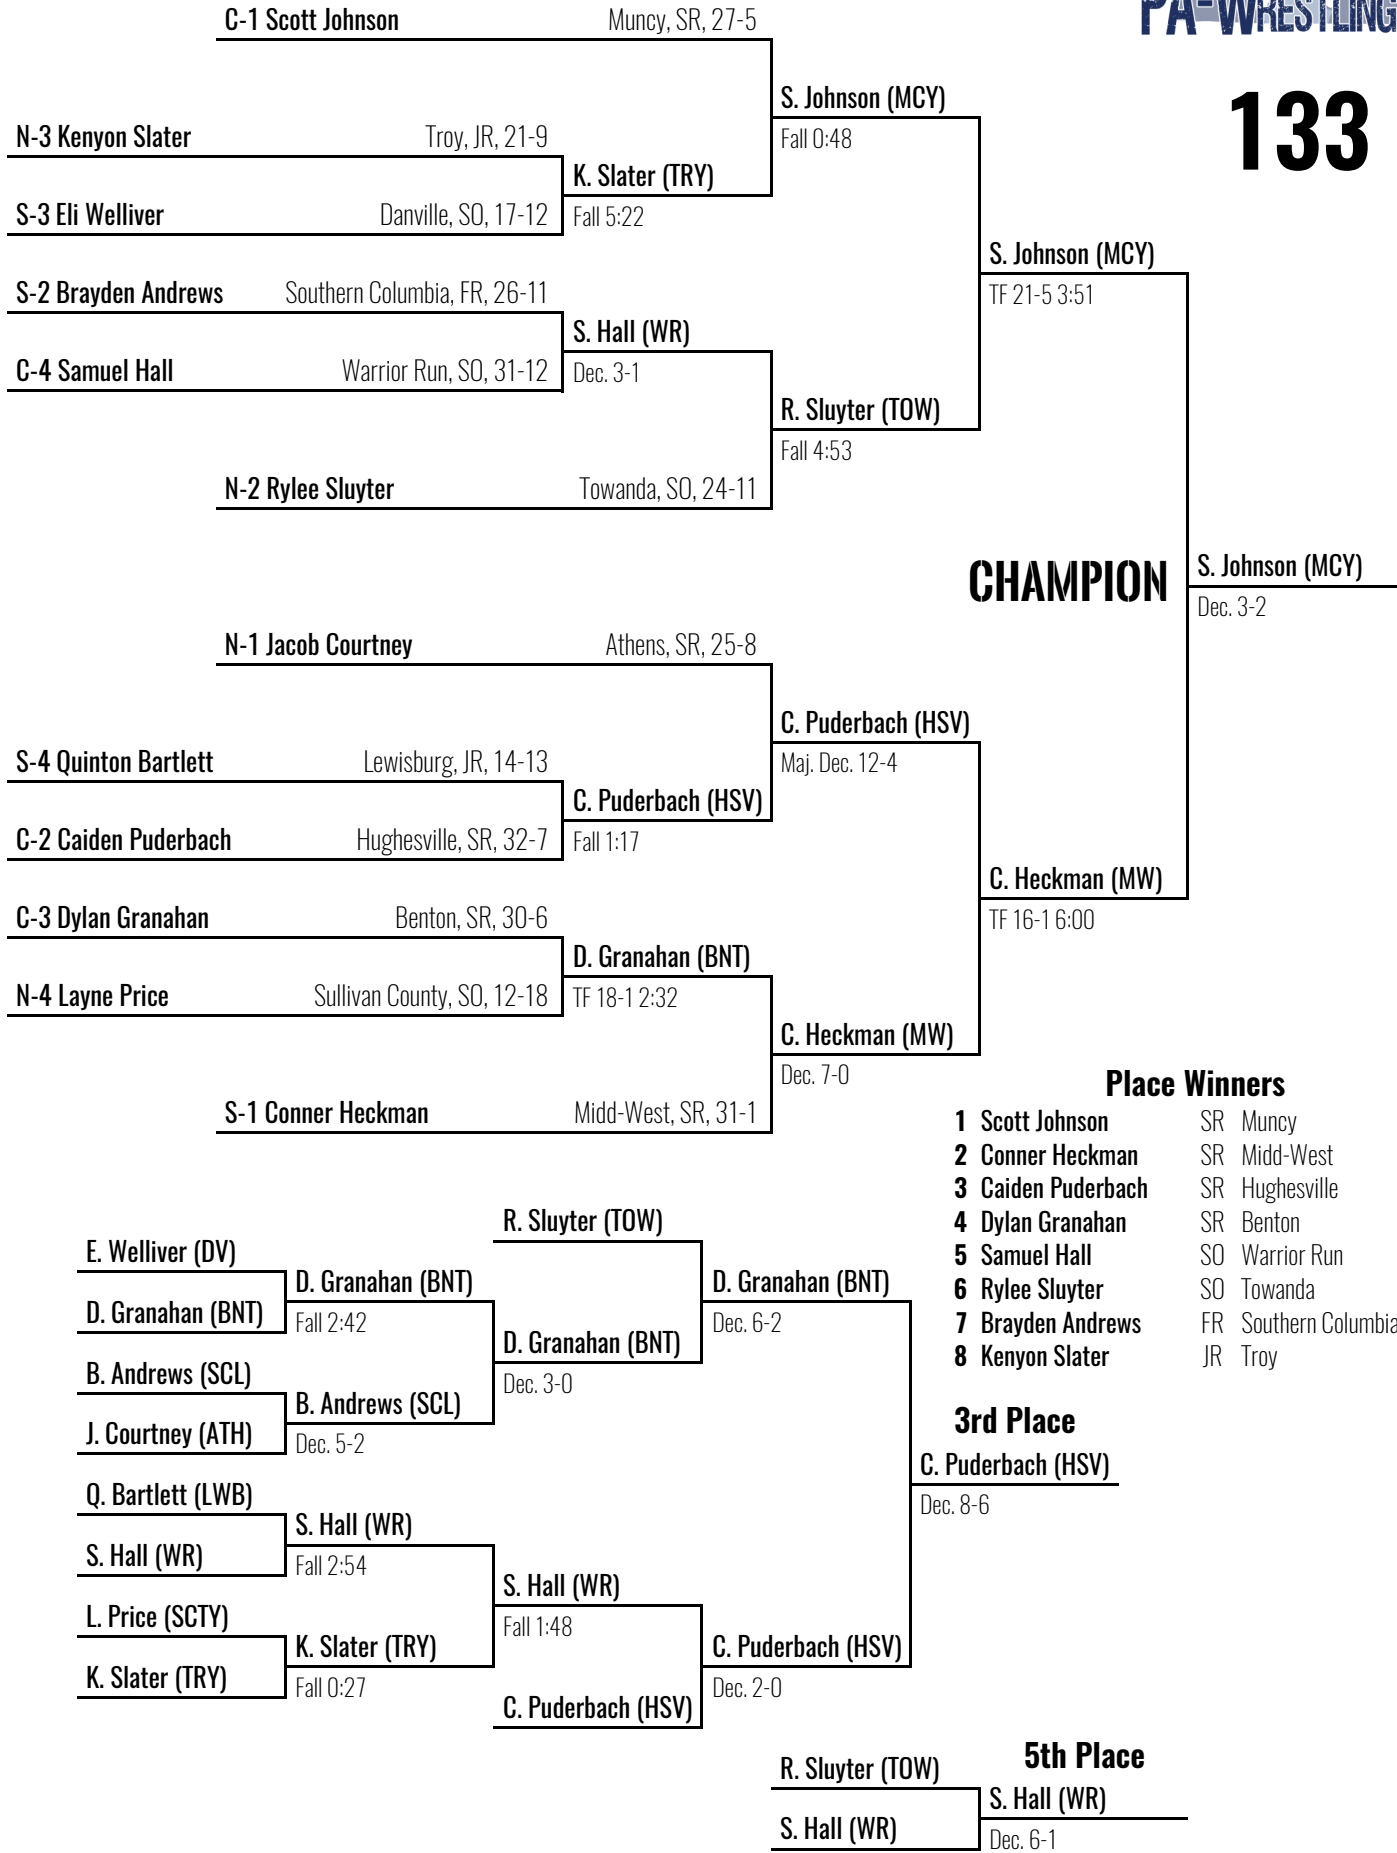 PA-WRESTLING
133
C-1 Scott Johnson Muncy, SR, 27-5
S. Johnson (MCY)
Fall 0:48
N-3 Kenyon Slater Troy, JR, 21-9
K. Slater (TRY)
Fall 5:22
S-3 Eli Welliver Danville, SO, 17-12
S. Johnson (MCY)
TF 21-5 3:51
S-2 Brayden Andrews Southern Columbia, FR, 26-11
S. Hall (WR)
Dec. 3-1
C-4 Samuel Hall Warrior Run, SO, 31-12
R. Sluyter (TOW)
Fall 4:53
N-2 Rylee Sluyter Towanda, SO, 24-11
CHAMPION
S. Johnson (MCY)
Dec. 3-2
N-1 Jacob Courtney Athens, SR, 25-8
C. Puderbach (HSV)
Maj. Dec. 12-4
S-4 Quinton Bartlett Lewisburg, JR, 14-13
C. Puderbach (HSV)
Fall 1:17
C-2 Caiden Puderbach Hughesville, SR, 32-7
C. Heckman (MW)
TF 16-1 6:00
C-3 Dylan Granahan Benton, SR, 30-6
D. Granahan (BNT)
TF 18-1 2:32
N-4 Layne Price Sullivan County, SO, 12-18
C. Heckman (MW)
Dec. 7-0
S-1 Conner Heckman Midd-West, SR, 31-1
Place Winners
1 Scott Johnson SR Muncy
2 Conner Heckman SR Midd-West
3 Caiden Puderbach SR Hughesville
4 Dylan Granahan SR Benton
5 Samuel Hall SO Warrior Run
6 Rylee Sluyter SO Towanda
7 Brayden Andrews FR Southern Columbia
8 Kenyon Slater JR Troy
R. Sluyter (TOW)
E. Welliver (DV)
D. Granahan (BNT)
Fall 2:42
D. Granahan (BNT)
D. Granahan (BNT)
Dec. 6-2
D. Granahan (BNT)
Dec. 3-0
B. Andrews (SCL)
B. Andrews (SCL)
Dec. 5-2
J. Courtney (ATH)
3rd Place
C. Puderbach (HSV)
Dec. 8-6
Q. Bartlett (LWB)
S. Hall (WR)
Fall 2:54
S. Hall (WR)
S. Hall (WR)
Fall 1:48
L. Price (SCTY)
K. Slater (TRY)
Fall 0:27
K. Slater (TRY)
C. Puderbach (HSV)
Dec. 2-0
C. Puderbach (HSV)
5th Place
R. Sluyter (TOW)
S. Hall (WR)
Dec. 6-1
S. Hall (WR)